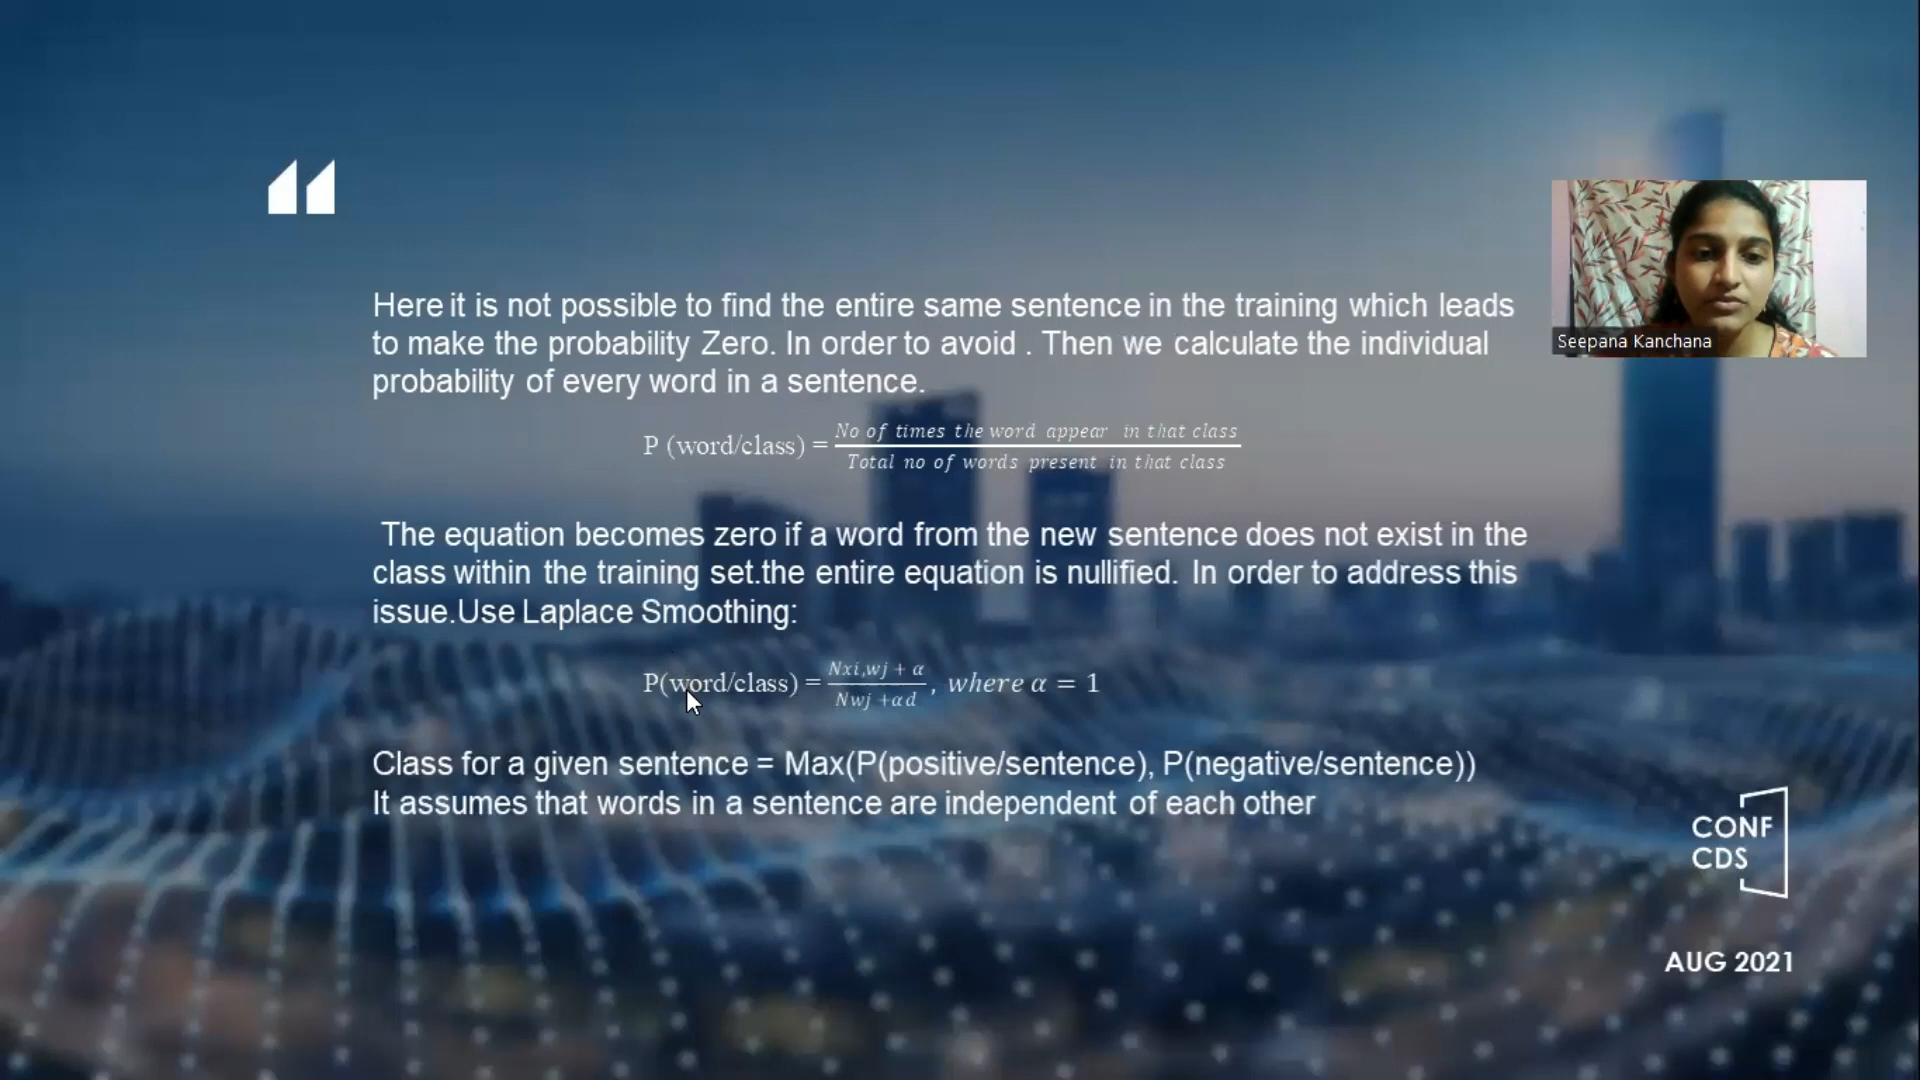 Here it is not possible to find the entire same sentence in the training which leads
to make the probability Zero. In order to avoid . Then we calculate the individual
probability of every word in a sentence.
P (word/class) = No of times the word appear in that class / Total no of words present in that class
The equation becomes zero if a word from the new sentence does not exist in the
class within the training set.the entire equation is nullified. In order to address this
issue.Use Laplace Smoothing:
P(word/class) = Nxi,wj + α / Nwj +αd , where α = 1
Class for a given sentence = Max(P(positive/sentence), P(negative/sentence))
It assumes that words in a sentence are independent of each other
Seepana Kanchana
CONF
CDS
AUG 2021